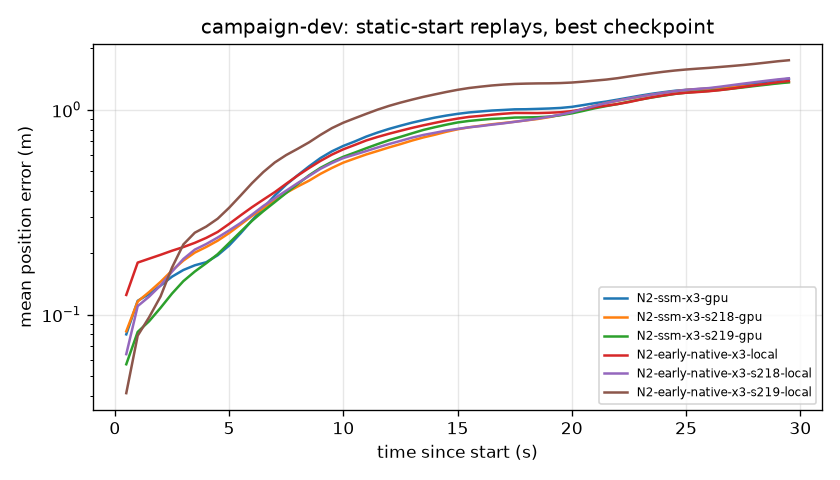 campaign-dev: static-start replays, best checkpoint
mean position error (m)
10⁰
10⁻¹
N2-ssm-x3-gpu
N2-ssm-x3-s218-gpu
N2-ssm-x3-s219-gpu
N2-early-native-x3-local
N2-early-native-x3-s218-local
N2-early-native-x3-s219-local
0 5 10 15 20 25 30
time since start (s)